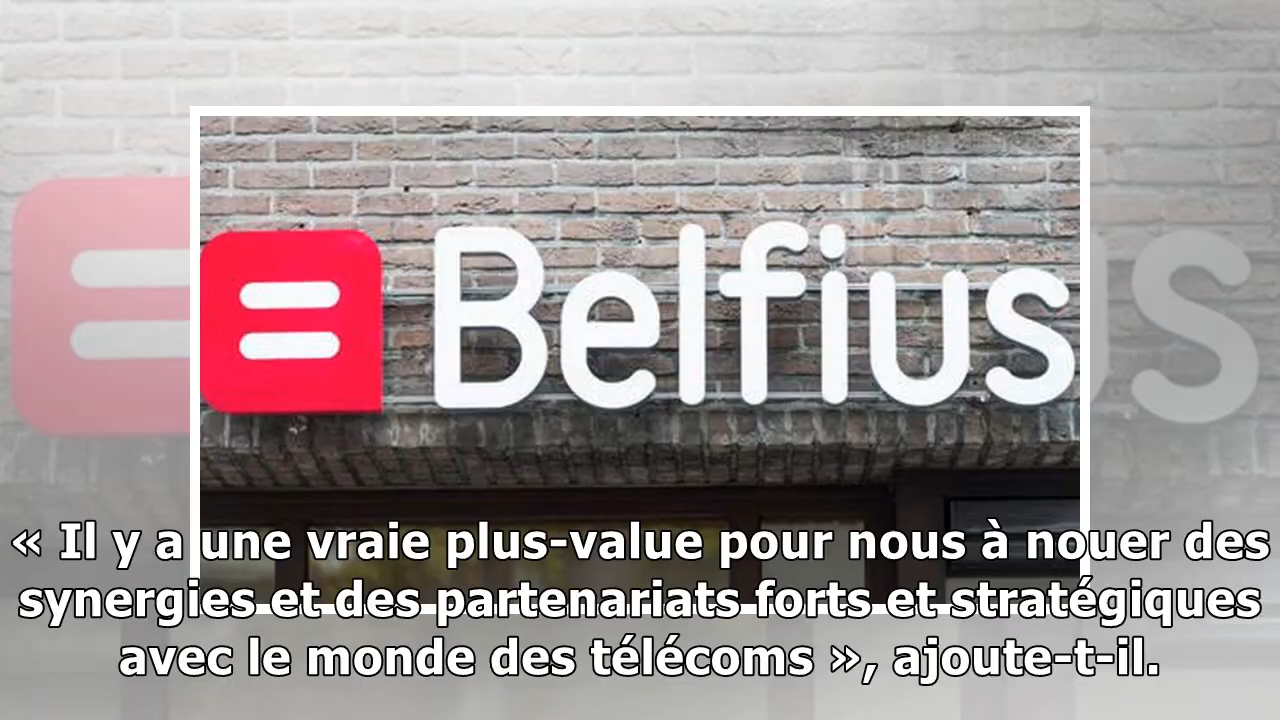 Belfius
« Il y a une vraie plus-value pour nous à nouer des
synergies et des partenariats forts et stratégiques
avec le monde des télécoms », ajoute-t-il.